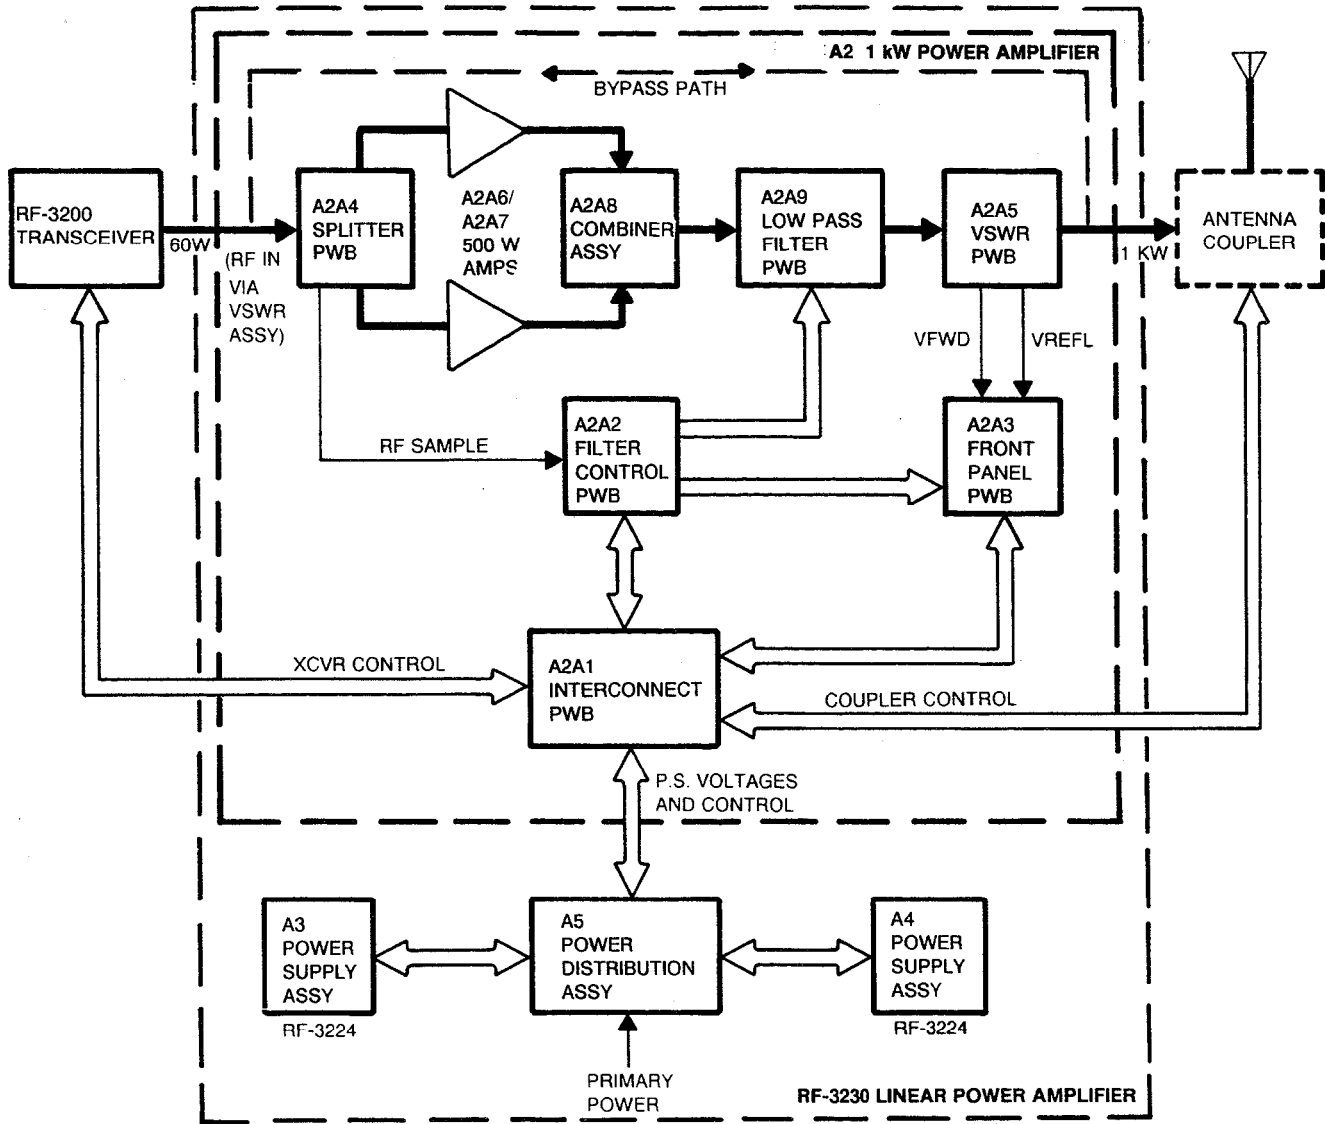 A2 1 kW POWER AMPLIFIER
BYPASS PATH
RF-3200
TRANSCEIVER
60W
(RF IN
VIA
VSWR
ASSY)
A2A4
SPLITTER
PWB
A2A6/
A2A7
500 W
AMPS
A2A8
COMBINER
ASSY
A2A9
LOW PASS
FILTER
PWB
A2A5
VSWR
PWB
1 KW
ANTENNA
COUPLER
VFWD
VREFL
RF SAMPLE
A2A2
FILTER
CONTROL
PWB
A2A3
FRONT
PANEL
PWB
XCVR CONTROL
A2A1
INTERCONNECT
PWB
COUPLER CONTROL
P.S. VOLTAGES
AND CONTROL
A3
POWER
SUPPLY
ASSY
RF-3224
A5
POWER
DISTRIBUTION
ASSY
A4
POWER
SUPPLY
ASSY
RF-3224
PRIMARY
POWER
RF-3230 LINEAR POWER AMPLIFIER